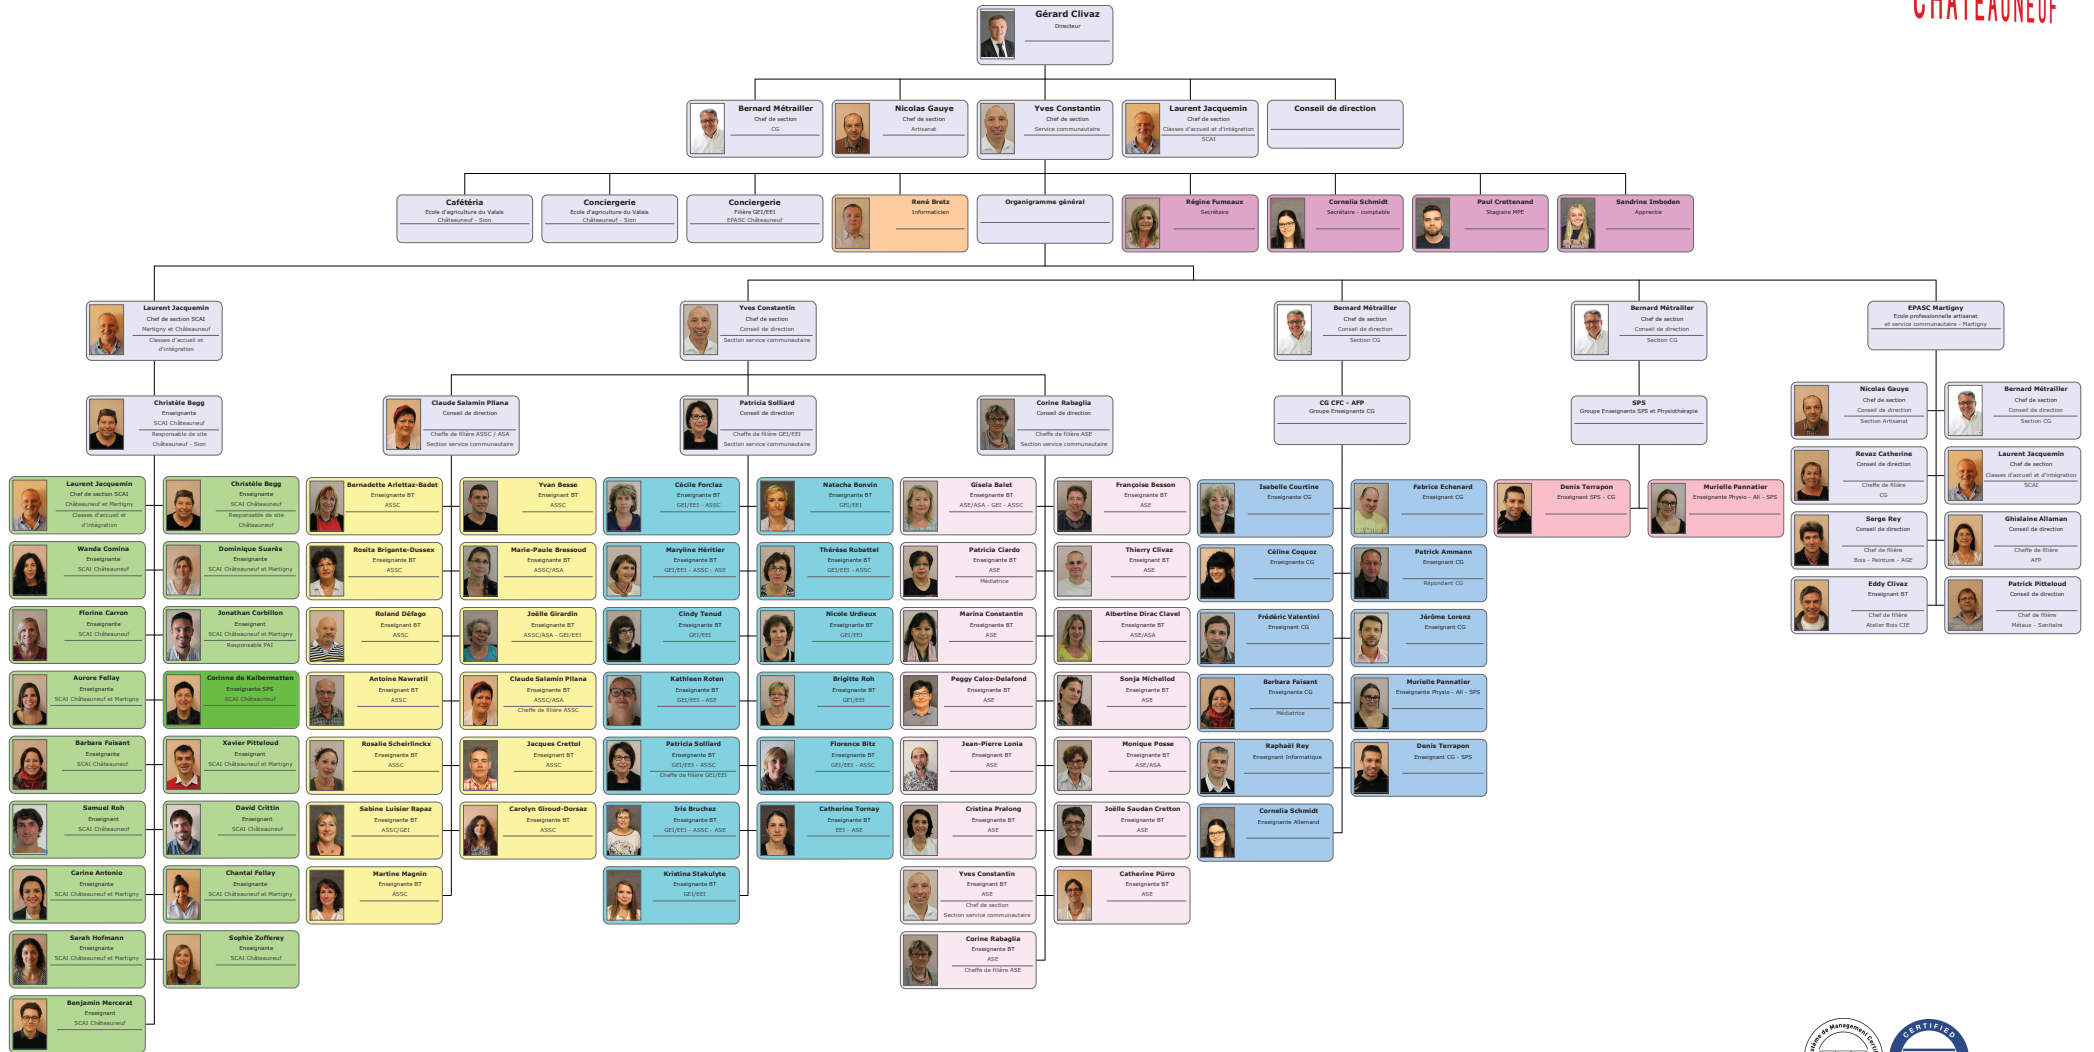 CHÂTEAUNEUF
Gérard Clivaz
Directeur
Bernard Métrailler
Chef de section
CG
Nicolas Gauye
Chef de section
Artisanat
Yves Constantin
Chef de section
Service communautaire
Laurent Jacquemin
Chef de section
Classes d'accueil et d'intégration
SCAI
Conseil de direction
Cafétéria
Ecole d'agriculture du Valais
Châteauneuf - Sion
Conciergerie
Ecole d'agriculture du Valais
Châteauneuf - Sion
Conciergerie
Filière GEI/EEI
EPASC Châteauneuf
René Bretz
Informaticien
Organigramme général
Régine Fumeaux
Secrétaire
Cornelia Schmidt
Secrétaire - comptable
Paul Crettenand
Stagiaire MPE
Sandrine Imboden
Apprentie
Laurent Jacquemin
Chef de section SCAI
Martigny et Châteauneuf
Classes d'accueil et
d'intégration
Yves Constantin
Chef de section
Conseil de direction
Section service communautaire
Bernard Métrailler
Chef de section
Conseil de direction
Section CG
Bernard Métrailler
Chef de section
Conseil de direction
Section CG
EPASC Martigny
Ecole professionnelle artisanat
et service communautaire - Martigny
Christèle Begg
Enseignante
SCAI Châteauneuf
Responsable de site
Châteauneuf - Sion
Claude Salamin Pllana
Conseil de direction
Cheffe de filière ASSC / ASA
Section service communautaire
Patricia Solliard
Conseil de direction
Cheffe de filière GEI/EEI
Section service communautaire
Corine Rabaglia
Conseil de direction
Cheffe de filière ASE
Section service communautaire
CG CFC - AFP
Groupe Enseignants CG
SPS
Groupe Enseignants SPS et Physiothérapie
Nicolas Gauye
Chef de section
Conseil de direction
Section Artisanat
Bernard Métrailler
Chef de section
Conseil de direction
Section CG
Revaz Catherine
Conseil de direction
Cheffe de filière
CG
Laurent Jacquemin
Chef de section
Classes d'accueil et d'intégration
SCAI
Serge Rey
Conseil de direction
Chef de filière
Bois - Peinture - AGE
Ghislaine Allaman
Conseil de direction
Cheffe de filière
AFP
Eddy Clivaz
Enseignant BT
Chef de filière
Atelier Bois CIE
Patrick Pitteloud
Conseil de direction
Chef de filière
Métaux - Sanitaire
Laurent Jacquemin
Chef de section SCAI
Châteauneuf et Martigny
Classes d'accueil et
d'intégration
Christèle Begg
Enseignante
SCAI Châteauneuf
Responsable de site
Châteauneuf
Wanda Comina
Enseignante
SCAI Châteauneuf
Dominique Suarès
Enseignante
SCAI Châteauneuf et Martigny
Florine Carron
Enseignante
SCAI Châteauneuf
Jonathan Corbillon
Enseignant
SCAI Châteauneuf et Martigny
Responsable PAI
Aurore Fellay
Enseignante
SCAI Châteauneuf et Martigny
Corinne de Kalbermatten
Enseignante SPS
SCAI Châteauneuf
Barbara Faisant
Enseignante
SCAI Châteauneuf
Xavier Pitteloud
Enseignant
SCAI Châteauneuf et Martigny
Samuel Roh
Enseignant
SCAI Châteauneuf
David Crittin
Enseignant
SCAI Châteauneuf
Carine Antonio
Enseignante
SCAI Châteauneuf et Martigny
Chantal Fellay
Enseignante
SCAI Châteauneuf et Martigny
Sarah Hofmann
Enseignante
SCAI Châteauneuf et Martigny
Sophie Zufferey
Enseignante
SCAI Châteauneuf
Benjamin Mercerat
Enseignant
SCAI Châteauneuf
Bernadette Arlettaz-Badet
Enseignante BT
ASSC
Yvan Besse
Enseignant BT
ASSC
Rosita Brigante-Dussex
Enseignante BT
ASSC
Marie-Paule Bressoud
Enseignante BT
ASSC/ASA
Roland Défago
Enseignant BT
ASSC
Joëlle Girardin
Enseignante BT
ASSC/ASA - GEI/EEI
Antoine Nawratil
Enseignant BT
ASSC
Claude Salamin Pllana
Enseignante BT
ASSC/ASA
Cheffe de filière ASSC
Rosalie Scheirlinckx
Enseignante BT
ASSC
Jacques Crettol
Enseignant BT
ASSC
Sabine Luisier Rapaz
Enseignante BT
ASSC/GEI
Carolyn Giroud-Dorsaz
Enseignante BT
ASSC
Martine Magnin
Enseignante BT
ASSC
Cécile Forclaz
Enseignante BT
GEI/EEI - ASSC
Natacha Bonvin
Enseignante BT
GEI/EEI
Maryline Héritier
Enseignante BT
GEI/EEI - ASSC - ASE
Thérèse Rubattel
Enseignante BT
GEI/EEI - ASSC
Cindy Tenud
Enseignante BT
GEI/EEI
Nicole Urdieux
Enseignante BT
GEI/EEI
Kathleen Roten
Enseignante BT
GEI/EEI - ASE
Brigitte Roh
Enseignante BT
GEI/EEI
Patricia Solliard
Enseignante BT
GEI/EEI - ASSC
Cheffe de filière GEI/EEI
Florence Bitz
Enseignante BT
GEI/EEI - ASSC
Iris Bruchez
Enseignante BT
GEI/EEI - ASSC - ASE
Catherine Tornay
Enseignante BT
EEI - ASE
Kristina Stakulyte
Enseignante BT
GEI/EEI
Gisela Balet
Enseignante BT
ASE/ASA - GEI - ASSC
Françoise Besson
Enseignante BT
ASE
Patricia Ciardo
Enseignante BT
ASE
Médiatrice
Thierry Clivaz
Enseignant BT
ASE
Marina Constantin
Enseignante BT
ASE
Albertine Dirac Clavel
Enseignante BT
ASE/ASA
Peggy Caloz-Delafond
Enseignante BT
ASE
Sonja Michellod
Enseignante BT
ASE
Jean-Pierre Lonia
Enseignant BT
ASE
Monique Posse
Enseignante BT
ASE/ASA
Cristina Pralong
Enseignante BT
ASE
Joëlle Saudan Cretton
Enseignante BT
ASE
Yves Constantin
Enseignant BT
ASE
Chef de section
Section service communautaire
Catherine Pürro
Enseignante BT
ASE
Corine Rabaglia
Enseignante BT
ASE
Cheffe de filière ASE
Isabelle Courtine
Enseignante CG
Fabrice Echenard
Enseignant CG
Céline Coquoz
Enseignante CG
Patrick Ammann
Enseignant CG
Répondant CG
Frédéric Valentini
Enseignant CG
Jérôme Lorenz
Enseignant CG
Barbara Faisant
Enseignante CG
Médiatrice
Murielle Pannatier
Enseignante Physio - All - SPS
Raphaël Rey
Enseignant Informatique
Denis Terrapon
Enseignant CG - SPS
Cornelia Schmidt
Enseignante Allemand
Denis Terrapon
Enseignant SPS - CG
Murielle Pannatier
Enseignante Physio - All - SPS
CERTIFIED